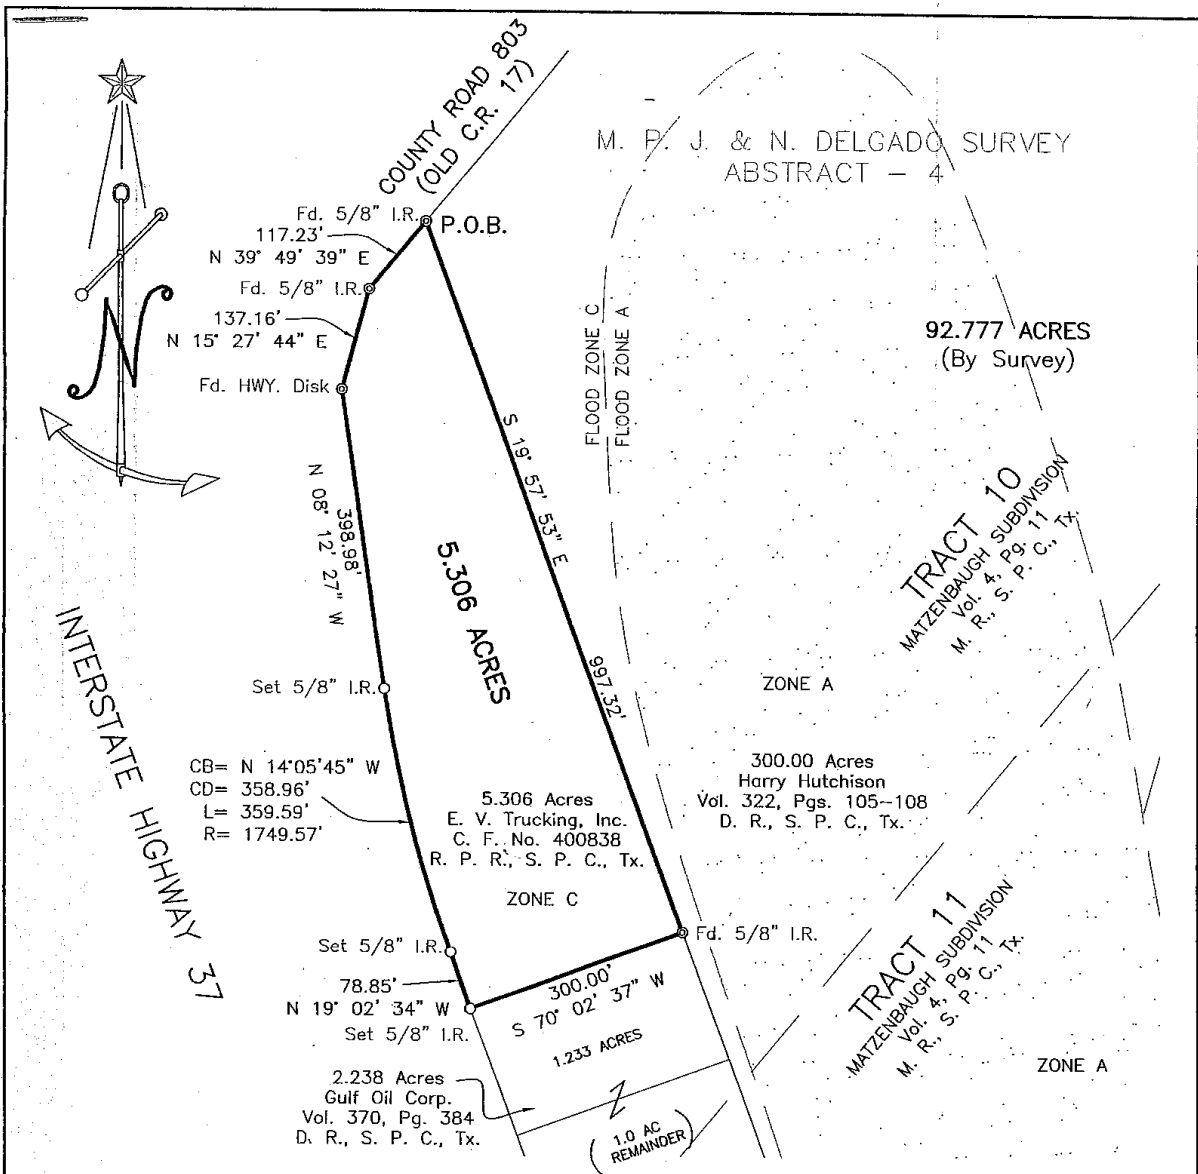 COUNTY ROAD 803
(OLD C.R. 17)
M. P. J. & N. DELGADO SURVEY
ABSTRACT – 4
Fd. 5/8" I.R.
P.O.B.
117.23'
N 39° 49' 39" E
Fd. 5/8" I.R.
137.16'
N 15° 27' 44" E
Fd. HWY. Disk
N
FLOOD ZONE C
FLOOD ZONE A
92.777 ACRES
(By Survey)
S 19° 57' 53" E
997.32'
398.98'
N 08° 12' 27" W
5.306 ACRES
TRACT 10
MATZENBAUGH SUBDIVISION
Vol. 4, Pg. 11
M. R., S. P. C., Tx.
INTERSTATE HIGHWAY 37
Set 5/8" I.R.
ZONE A
CB= N 14°05'45" W
CD= 358.96'
L= 359.59'
R= 1749.57'
5.306 Acres
E. V. Trucking, Inc.
C. F. No. 400838
R. P. R., S. P. C., Tx.
ZONE C
300.00 Acres
Harry Hutchison
Vol. 322, Pgs. 105–108
D. R., S. P. C., Tx.
TRACT 11
MATZENBAUGH SUBDIVISION
Vol. 4, Pg. 11
M. R., S. P. C., Tx.
Fd. 5/8" I.R.
Set 5/8" I.R.
78.85'
N 19° 02' 34" W
Set 5/8" I.R.
300.00'
S 70° 02' 37" W
1.233 ACRES
ZONE A
2.238 Acres
Gulf Oil Corp.
Vol. 370, Pg. 384
D. R., S. P. C., Tx.
(1.0 AC
REMAINDER)